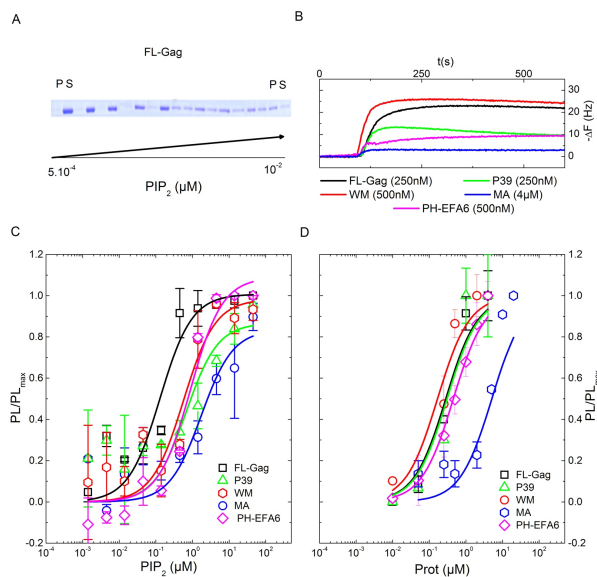 A
FL-Gag
P S
P S
5.10⁻⁴
10⁻²
PIP₂ (µM)
B
t(s)
0 250 500
30
20
10
0
-ΔF (Hz)
FL-Gag (250nM)
P39 (250nM)
WM (500nM)
MA (4µM)
PH-EFA6 (500nM)
C
PL/PLmax
1.2
1.0
0.8
0.6
0.4
0.2
0.0
-0.2
FL-Gag
P39
WM
MA
PH-EFA6
10⁻⁴ 10⁻³ 10⁻² 10⁻¹ 10⁰ 10¹ 10²
PIP₂ (µM)
D
1.2
1.0
0.8
0.6
0.4
0.2
0.0
-0.2
PL/PLmax
FL-Gag
P39
WM
MA
PH-EFA6
10⁻⁴ 10⁻³ 10⁻² 10⁻¹ 10⁰ 10¹ 10²
Prot (µM)